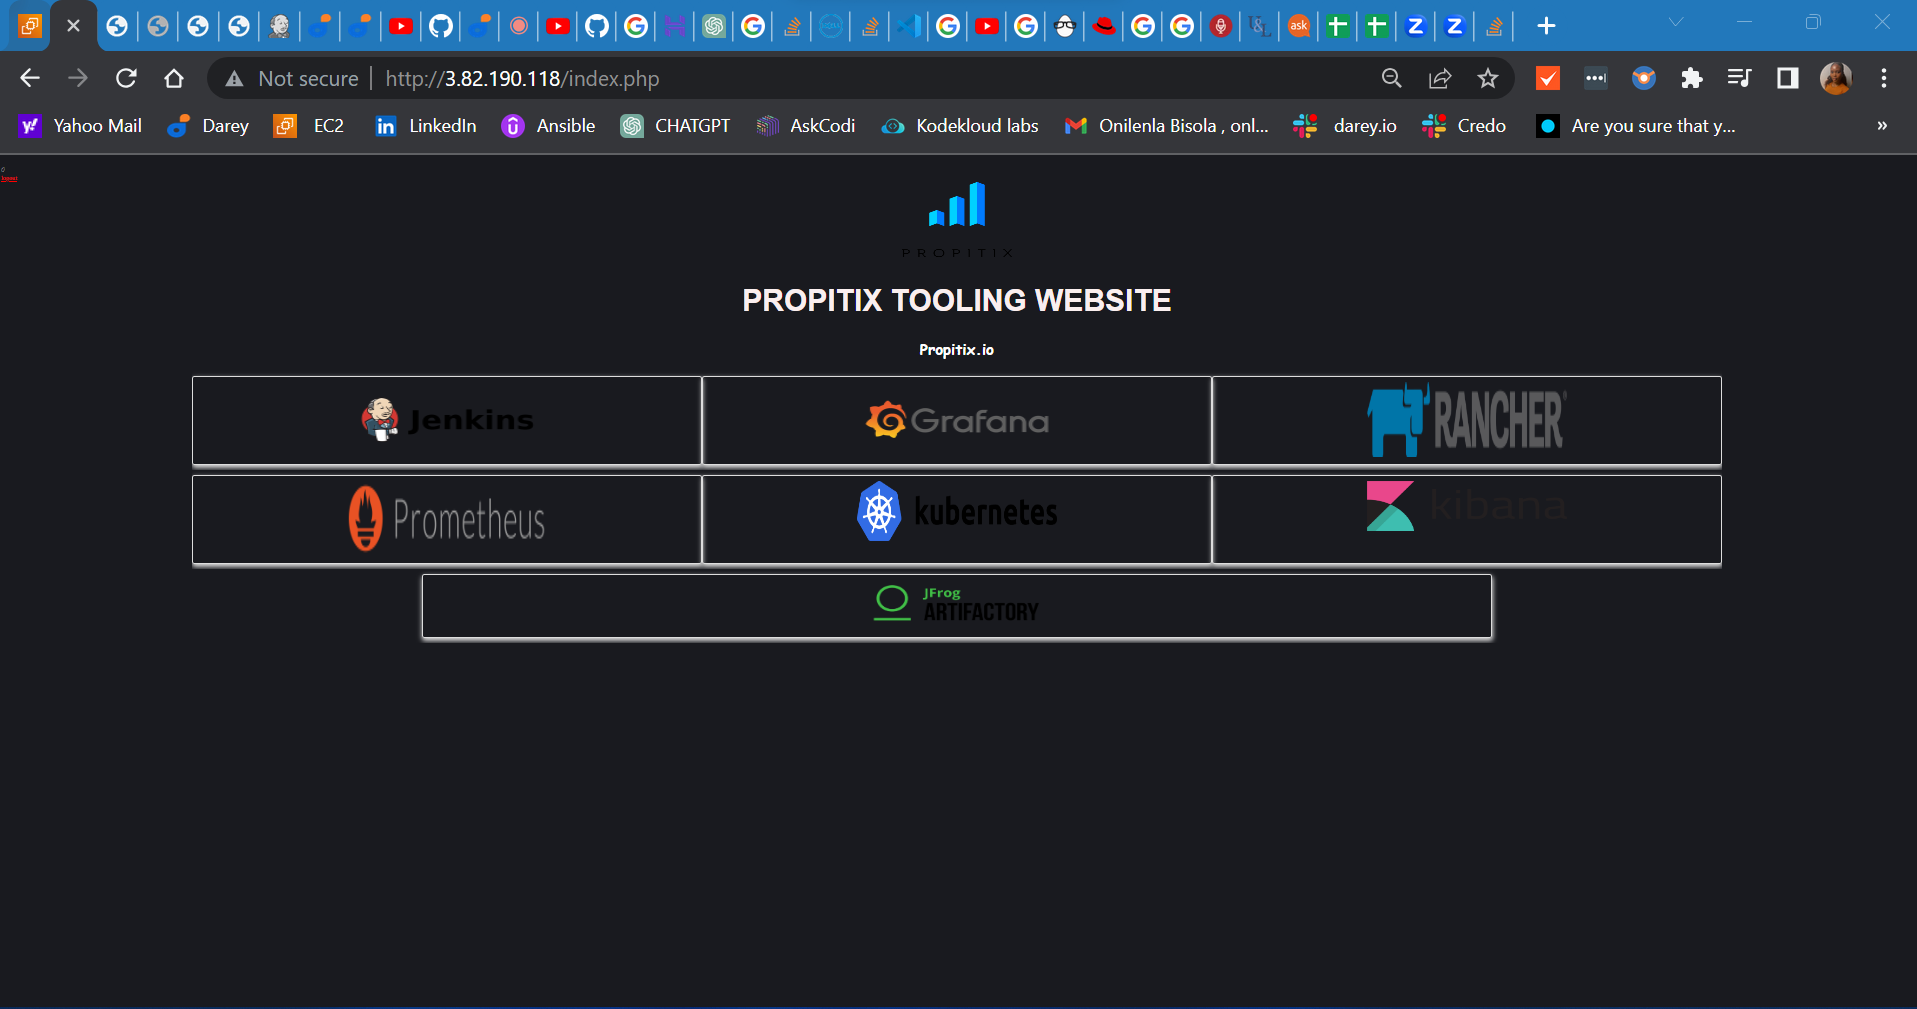 Not secure | http://3.82.190.118/index.php
Yahoo Mail Darey EC2 LinkedIn Ansible CHATGPT AskCodi Kodekloud labs Onilenla Bisola , onl... darey.io Credo Are you sure that y... »
PROPITIX
PROPITIX TOOLING WEBSITE
Propitix.io
Jenkins Grafana RANCHER
Prometheus kubernetes kibana
JFrog
ARTIFACTORY